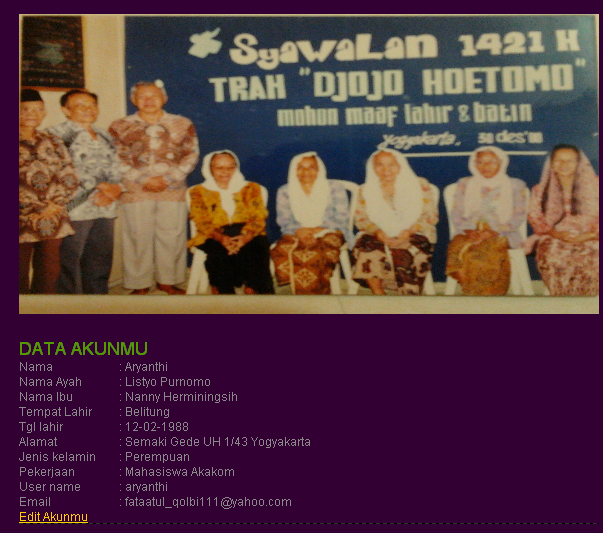 Syawalan 1421 H
TRAH "DJOJO HOETOMO"
mohon maaf lahir & batin
Yogyakarta, 30 des'00
DATA AKUNMU
Nama : Aryanthi
Nama Ayah : Listyo Purnomo
Nama Ibu : Nanny Herminingsih
Tempat Lahir : Belitung
Tgl lahir : 12-02-1988
Alamat : Semaki Gede UH 1/43 Yogyakarta
Jenis kelamin : Perempuan
Pekerjaan : Mahasiswa Akakom
User name : aryanthi
Email : fataatul_qolbi111@yahoo.com
Edit Akunmu